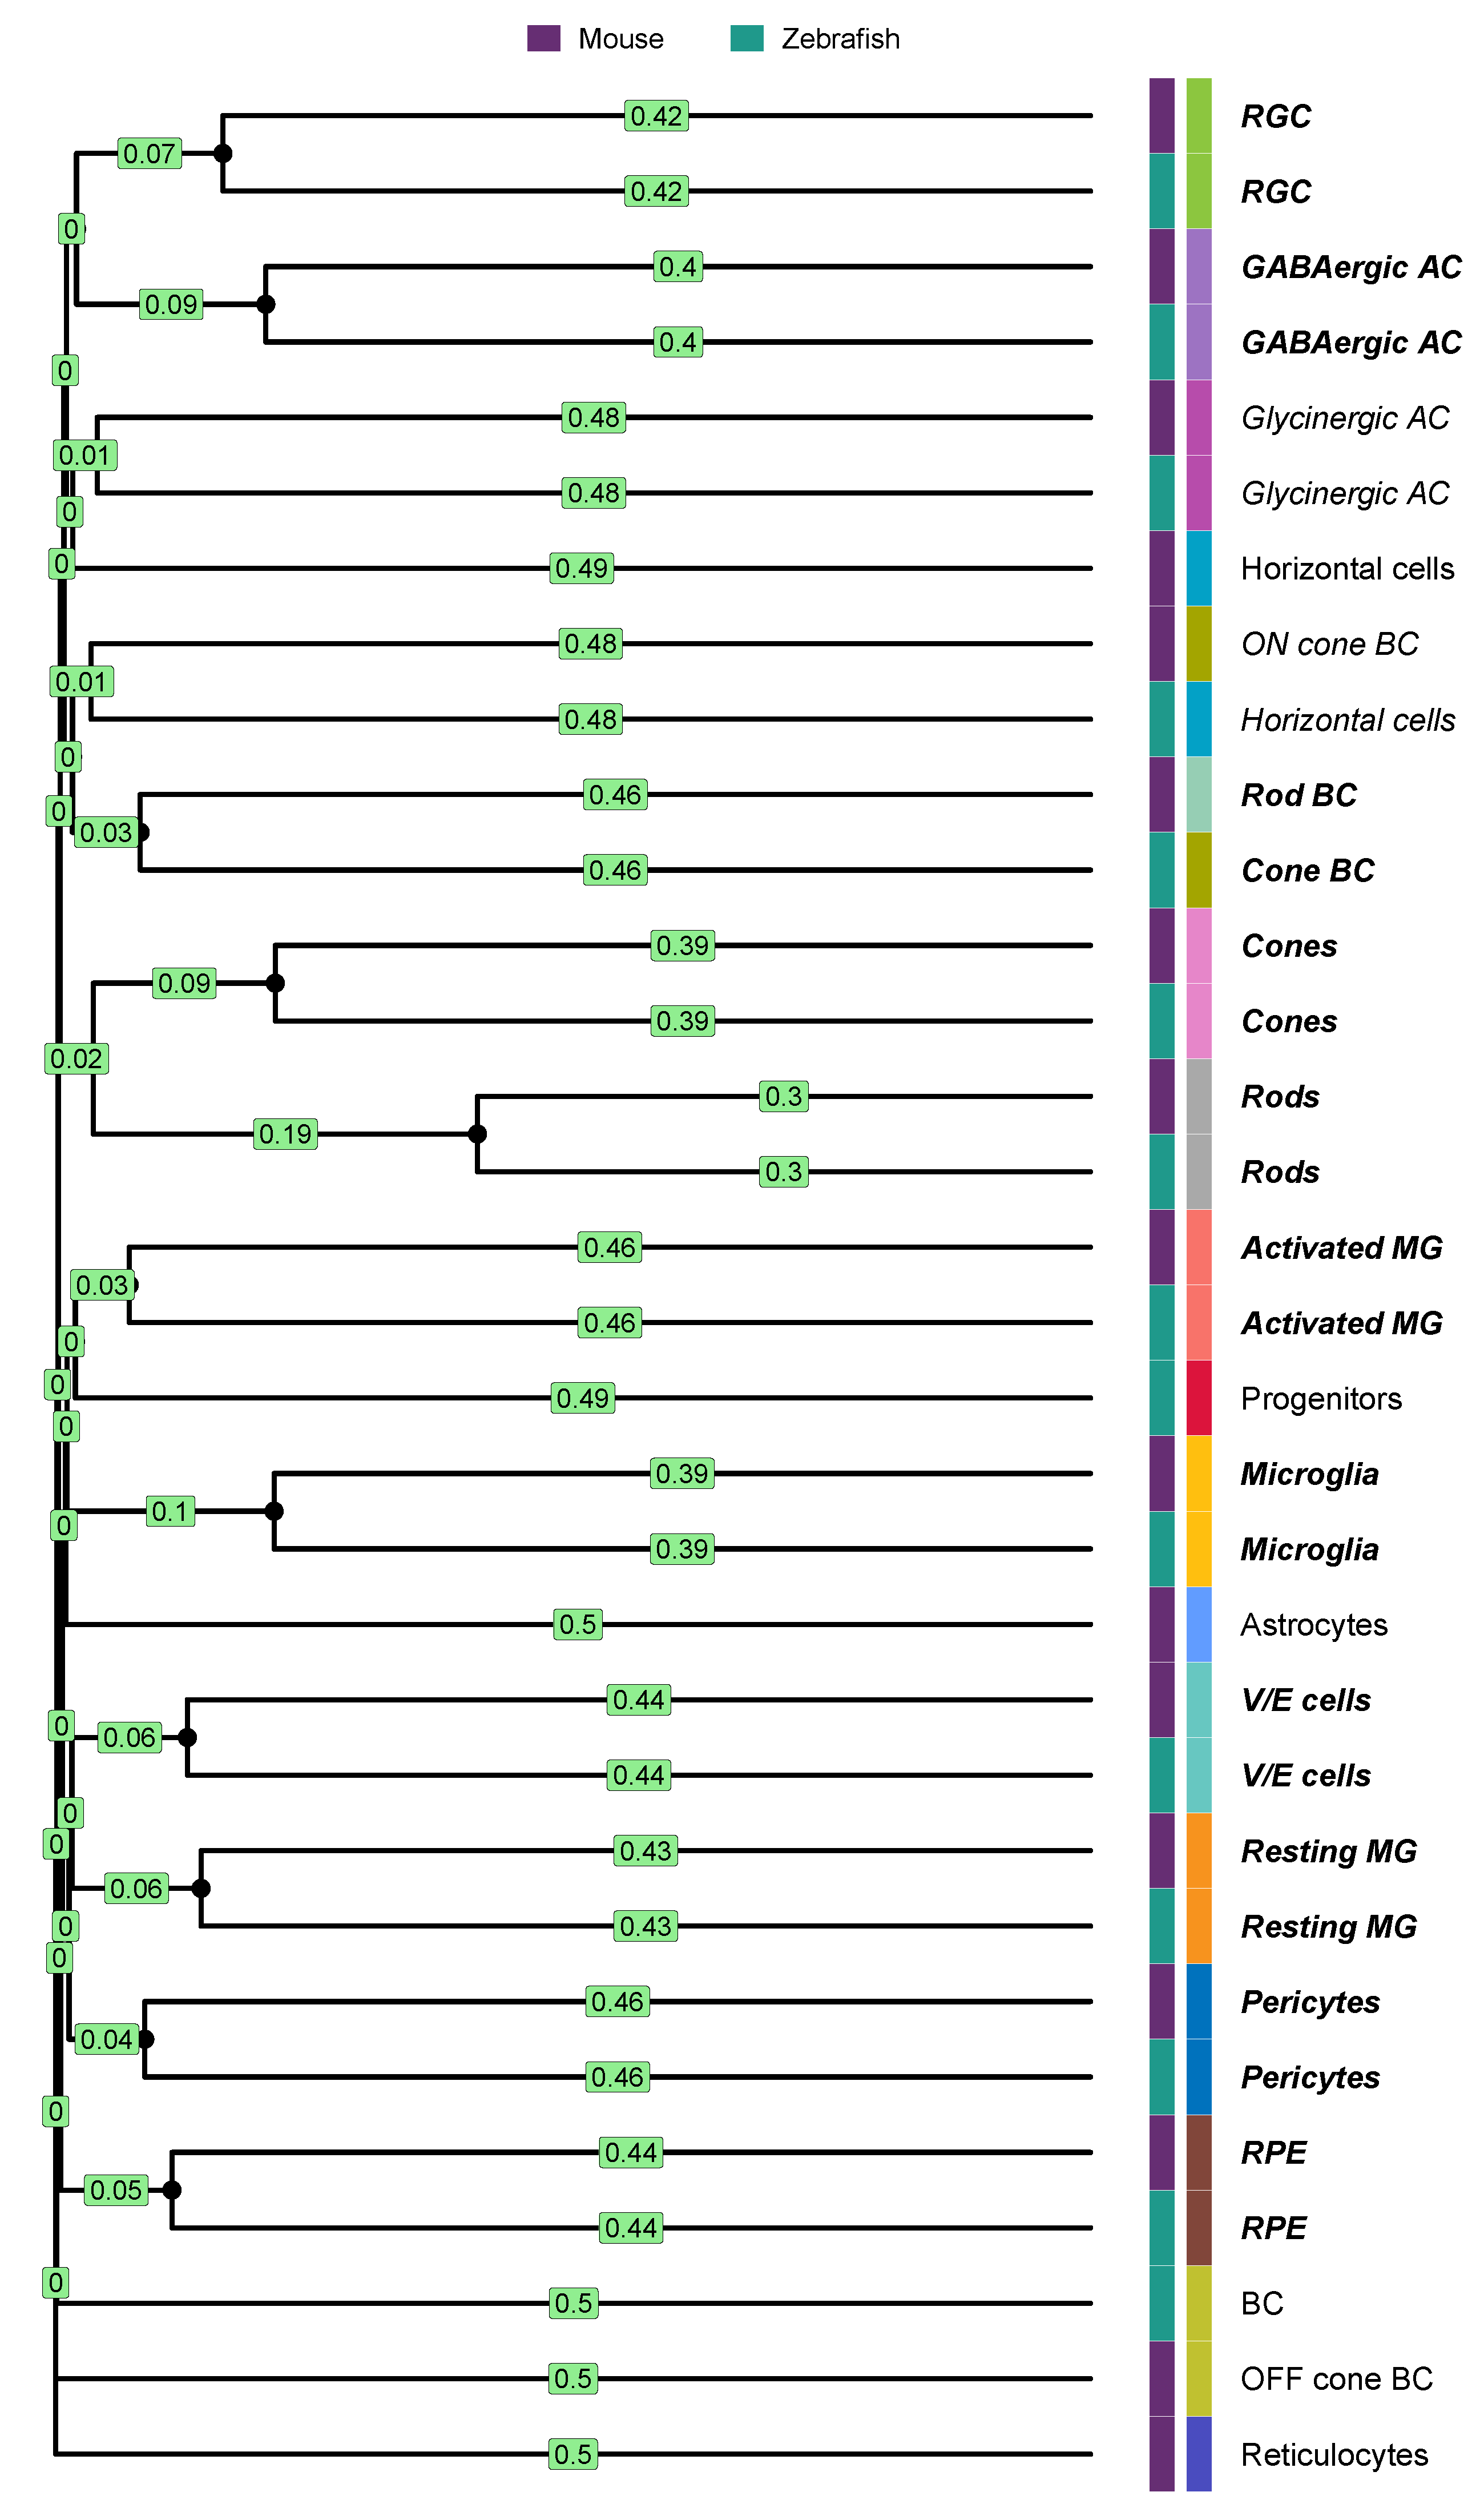 Mouse Zebrafish
0.42 RGC
0.07
0.42 RGC
0
0.4 GABAergic AC
0.09
0.4 GABAergic AC
0
0.48 Glycinergic AC
0.01
0.48 Glycinergic AC
0
0
0.49 Horizontal cells
0.48 ON cone BC
0.01
0.48 Horizontal cells
0
0.46 Rod BC
0
0.03
0.46 Cone BC
0.39 Cones
0.09
0.39 Cones
0.02
0.3 Rods
0.19
0.3 Rods
0.46 Activated MG
0.03
0.46 Activated MG
0
0
0.49 Progenitors
0
0.39 Microglia
0.1
0
0.39 Microglia
0.5 Astrocytes
0.44 V/E cells
0
0.06
0.44 V/E cells
0
0
0.43 Resting MG
0.06
0.43 Resting MG
0
0
0.46 Pericytes
0.04
0.46 Pericytes
0
0.44 RPE
0.05
0.44 RPE
0
0.5 BC
0.5 OFF cone BC
0.5 Reticulocytes